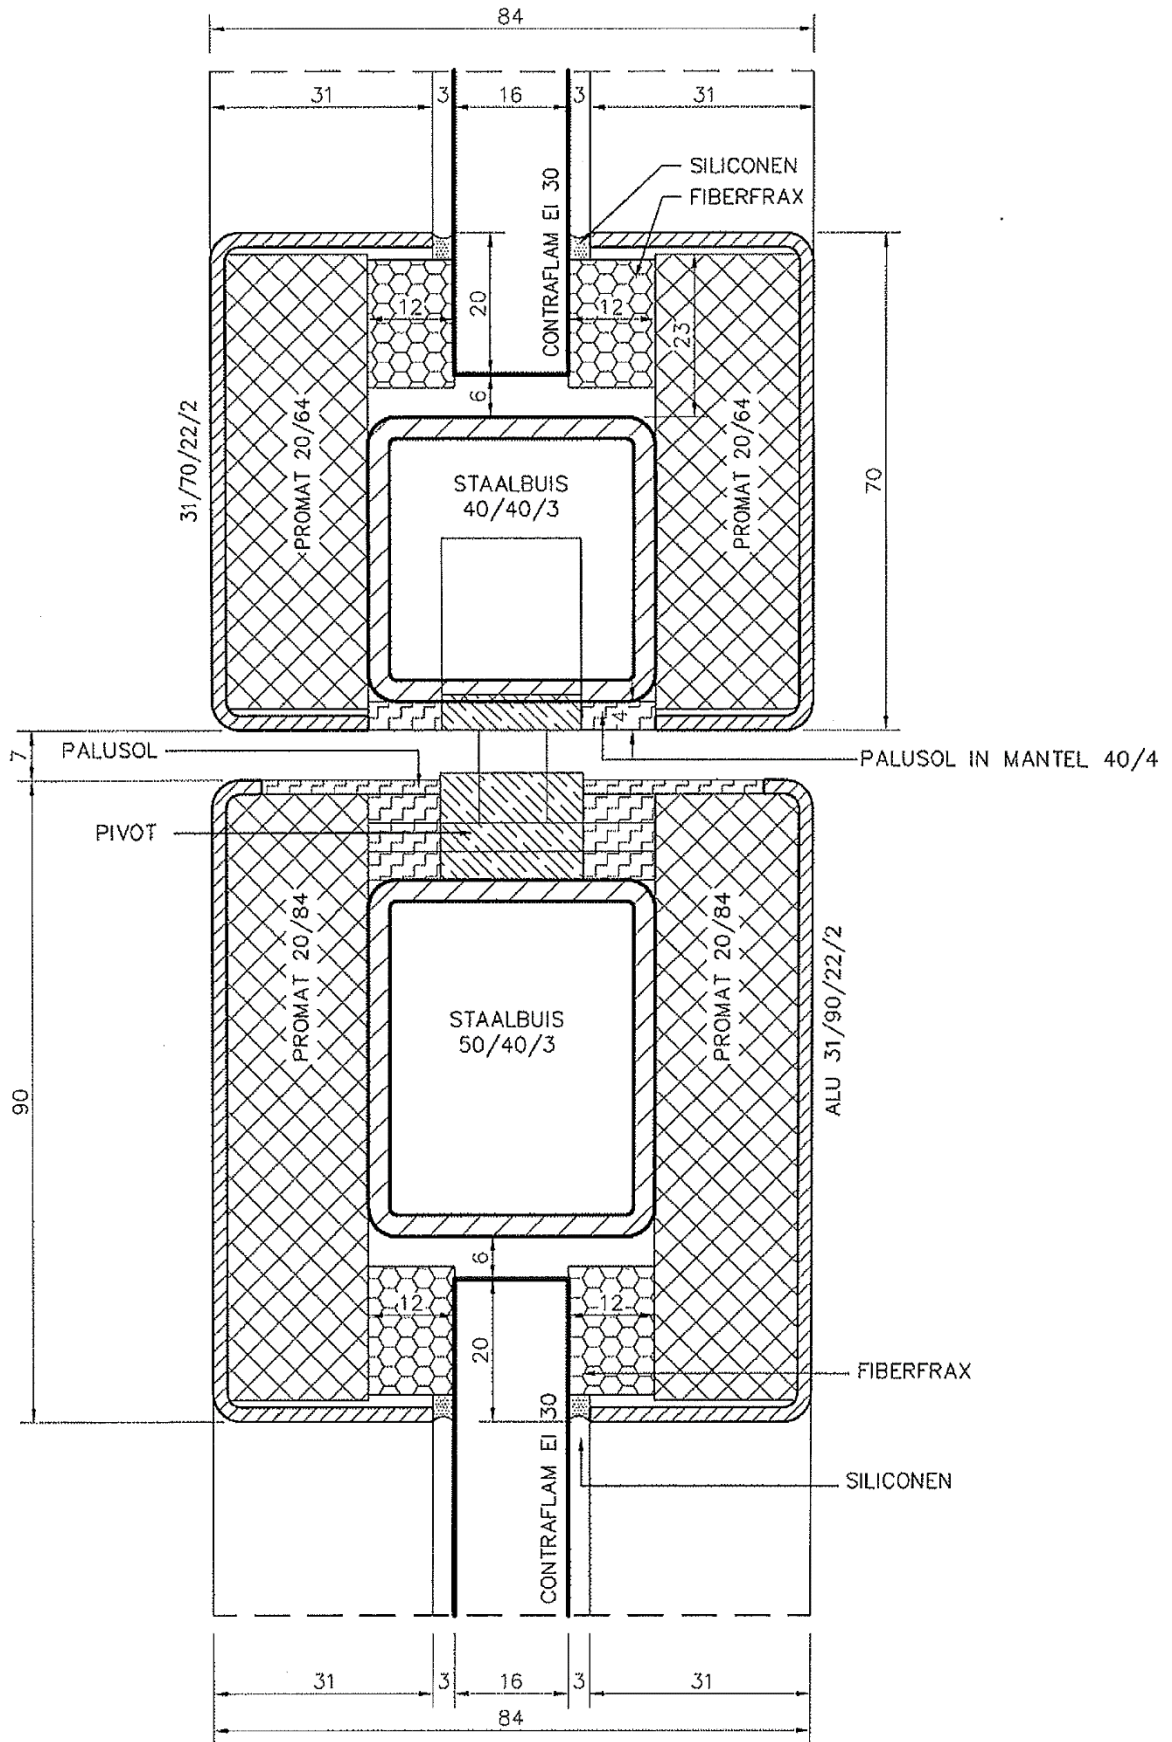 84
31 3 16 3 31
SILICONEN
FIBERFRAX
CONTRAFLAM EI 30
12 20 12
23
6
31/70/22/2
PROMAT 20/64
STAALBUIS
40/40/3
PROMAT 20/64
70
4
7
PALUSOL
PALUSOL IN MANTEL 40/4
PIVOT
PROMAT 20/84
STAALBUIS
50/40/3
PROMAT 20/84
ALU 31/90/22/2
90
6
12 20 12
FIBERFRAX
CONTRAFLAM EI 30
SILICONEN
31 3 16 3 31
84